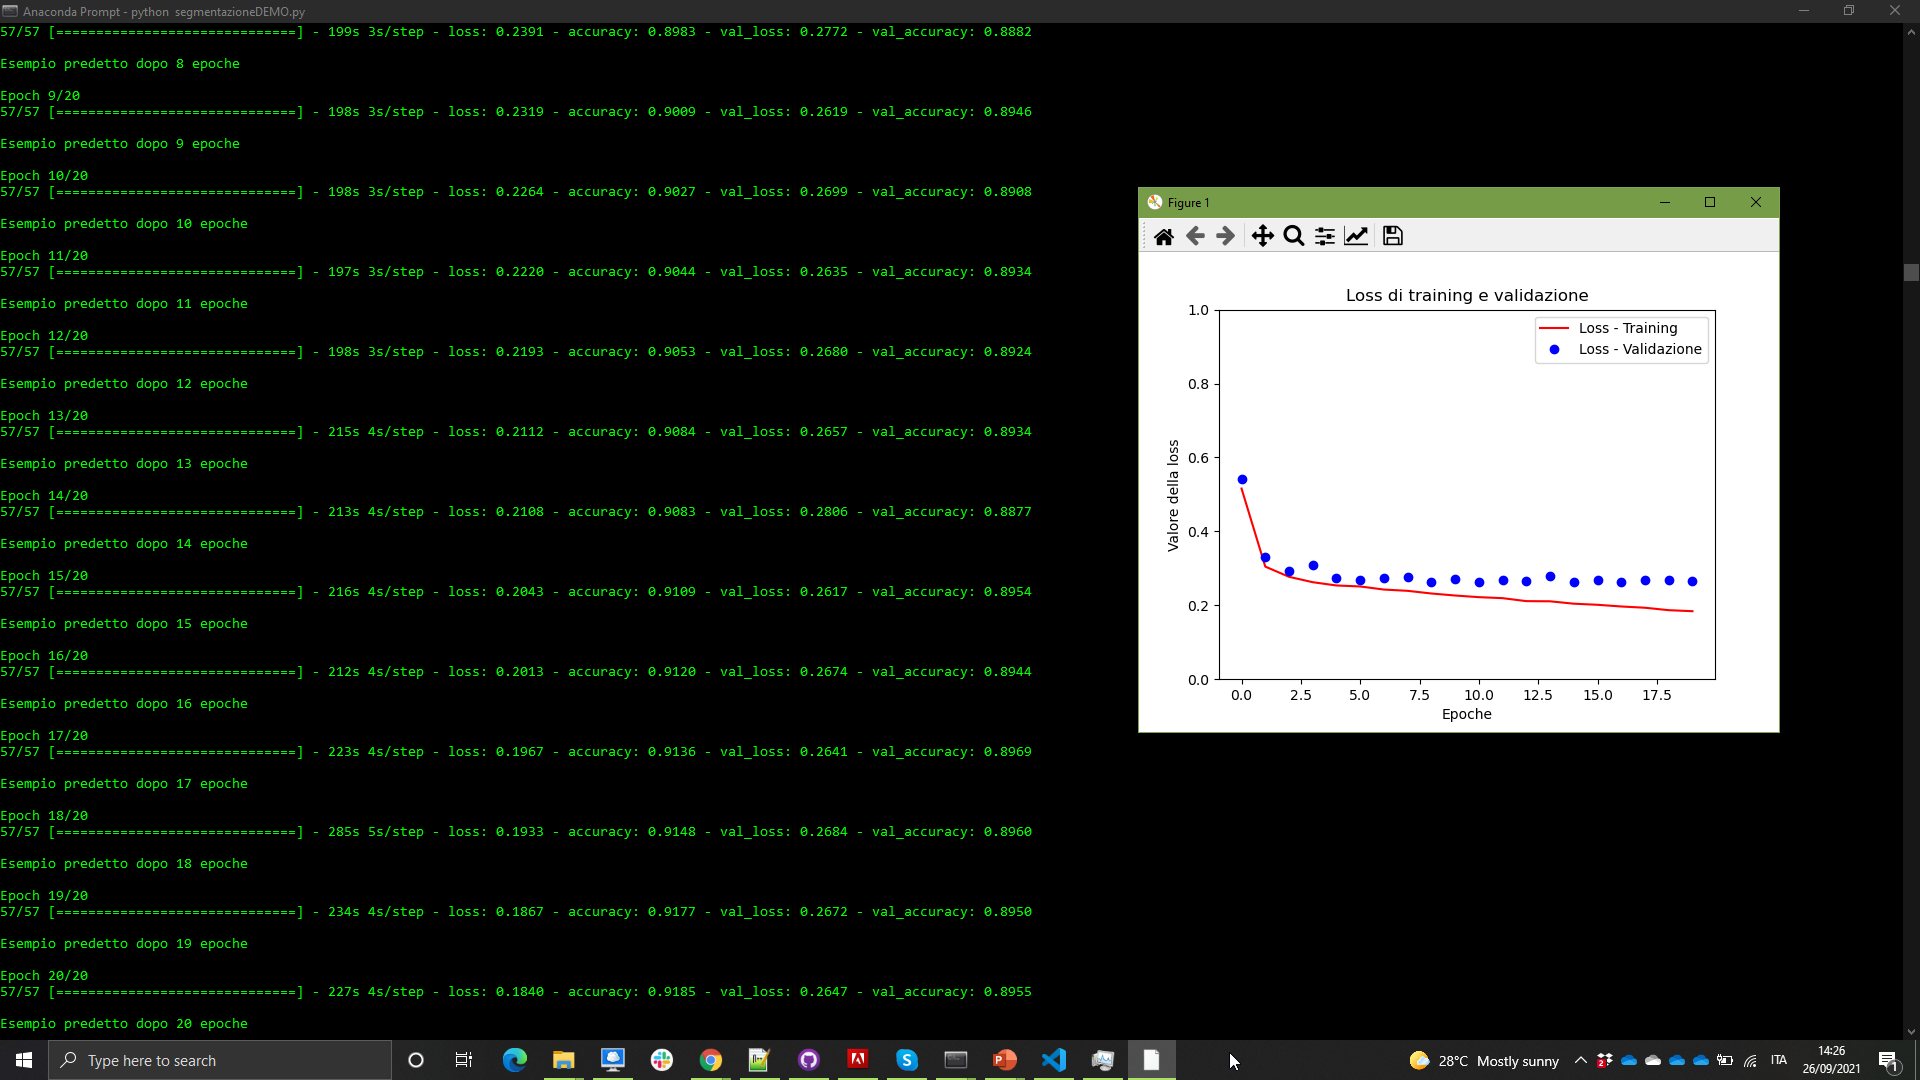 Anaconda Prompt - python  segmentazioneDEMO.py
57/57 [==============================] - 199s 3s/step - loss: 0.2391 - accuracy: 0.8983 - val_loss: 0.2772 - val_accuracy: 0.8882
Esempio predetto dopo 8 epoche
Epoch 9/20
57/57 [==============================] - 198s 3s/step - loss: 0.2319 - accuracy: 0.9009 - val_loss: 0.2619 - val_accuracy: 0.8946
Esempio predetto dopo 9 epoche
Epoch 10/20
57/57 [==============================] - 198s 3s/step - loss: 0.2264 - accuracy: 0.9027 - val_loss: 0.2699 - val_accuracy: 0.8908
Esempio predetto dopo 10 epoche
Epoch 11/20
57/57 [==============================] - 197s 3s/step - loss: 0.2220 - accuracy: 0.9044 - val_loss: 0.2635 - val_accuracy: 0.8934
Esempio predetto dopo 11 epoche
Epoch 12/20
57/57 [==============================] - 198s 3s/step - loss: 0.2193 - accuracy: 0.9053 - val_loss: 0.2680 - val_accuracy: 0.8924
Esempio predetto dopo 12 epoche
Epoch 13/20
57/57 [==============================] - 215s 4s/step - loss: 0.2112 - accuracy: 0.9084 - val_loss: 0.2657 - val_accuracy: 0.8934
Esempio predetto dopo 13 epoche
Epoch 14/20
57/57 [==============================] - 213s 4s/step - loss: 0.2108 - accuracy: 0.9083 - val_loss: 0.2806 - val_accuracy: 0.8877
Esempio predetto dopo 14 epoche
Epoch 15/20
57/57 [==============================] - 216s 4s/step - loss: 0.2043 - accuracy: 0.9109 - val_loss: 0.2617 - val_accuracy: 0.8954
Esempio predetto dopo 15 epoche
Epoch 16/20
57/57 [==============================] - 212s 4s/step - loss: 0.2013 - accuracy: 0.9120 - val_loss: 0.2674 - val_accuracy: 0.8944
Esempio predetto dopo 16 epoche
Epoch 17/20
57/57 [==============================] - 223s 4s/step - loss: 0.1967 - accuracy: 0.9136 - val_loss: 0.2641 - val_accuracy: 0.8969
Esempio predetto dopo 17 epoche
Epoch 18/20
57/57 [==============================] - 285s 5s/step - loss: 0.1933 - accuracy: 0.9148 - val_loss: 0.2684 - val_accuracy: 0.8960
Esempio predetto dopo 18 epoche
Epoch 19/20
57/57 [==============================] - 234s 4s/step - loss: 0.1867 - accuracy: 0.9177 - val_loss: 0.2672 - val_accuracy: 0.8950
Esempio predetto dopo 19 epoche
Epoch 20/20
57/57 [==============================] - 227s 4s/step - loss: 0.1840 - accuracy: 0.9185 - val_loss: 0.2647 - val_accuracy: 0.8955
Esempio predetto dopo 20 epoche
Figure 1
Loss di training e validazione
Loss - Training
Loss - Validazione
Valore della loss
1.0
0.8
0.6
0.4
0.2
0.0
0.0 2.5 5.0 7.5 10.0 12.5 15.0 17.5
Epoche
Type here to search
28°C Mostly sunny
ITA
14:26
26/09/2021
2
1